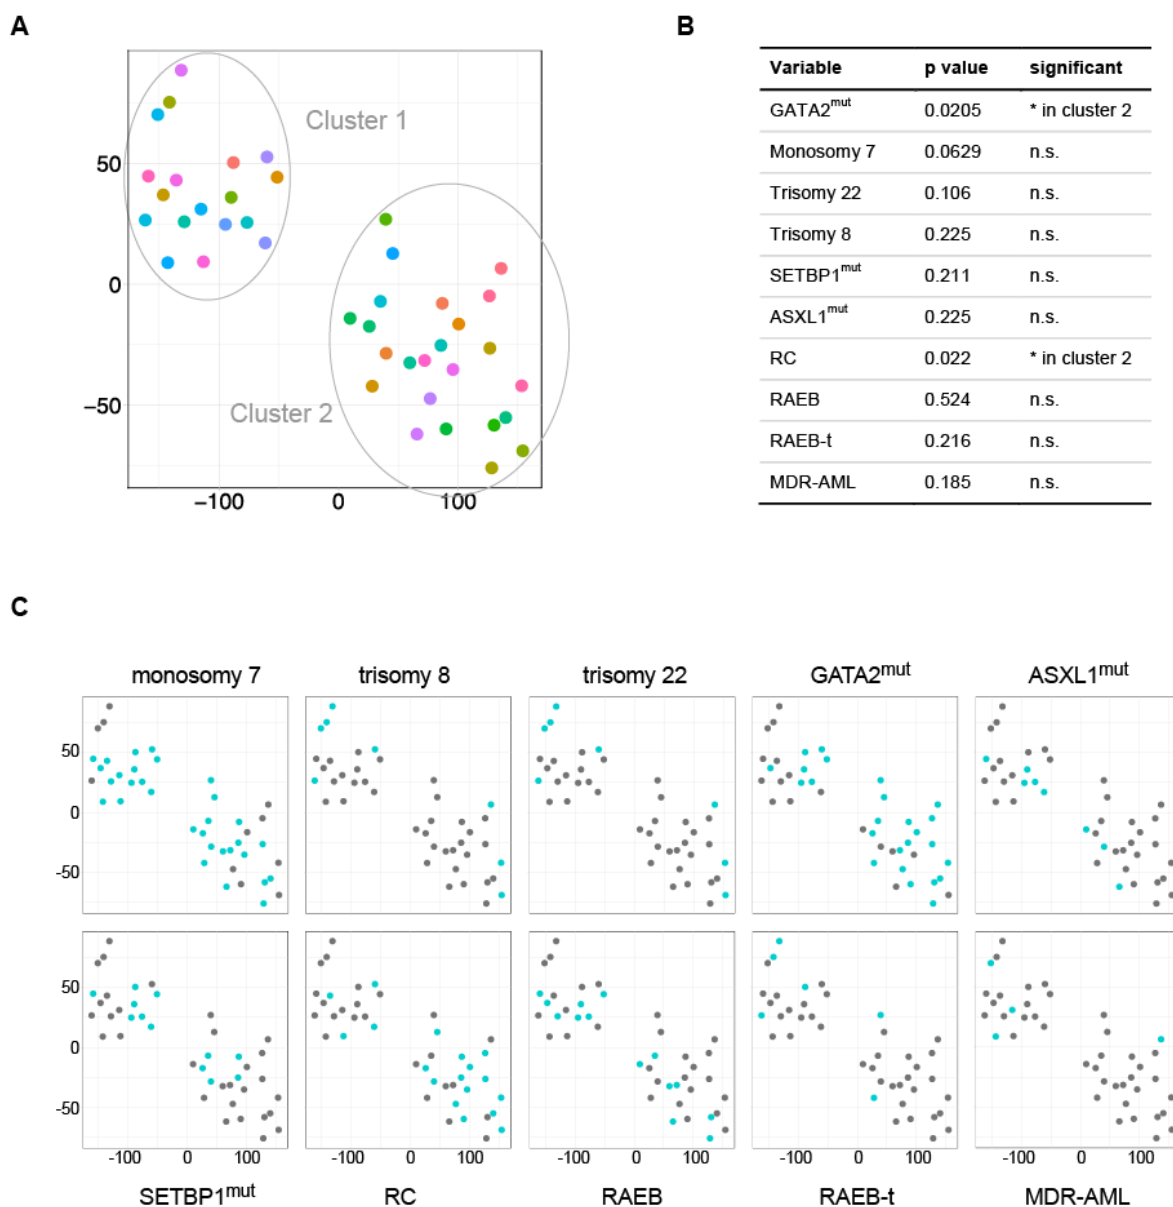 A
B
Cluster 1
Cluster 2
50
0
−50
−100
0
100
Variable p value significant
GATA2mut 0.0205 * in cluster 2
Monosomy 7 0.0629 n.s.
Trisomy 22 0.106 n.s.
Trisomy 8 0.225 n.s.
SETBP1mut 0.211 n.s.
ASXL1mut 0.225 n.s.
RC 0.022 * in cluster 2
RAEB 0.524 n.s.
RAEB-t 0.216 n.s.
MDR-AML 0.185 n.s.
C
monosomy 7 trisomy 8 trisomy 22 GATA2mut ASXL1mut
50
0
-50
50
0
-50
-100 0 100 -100 0 100 -100 0 100 -100 0 100 -100 0 100
SETBP1mut RC RAEB RAEB-t MDR-AML